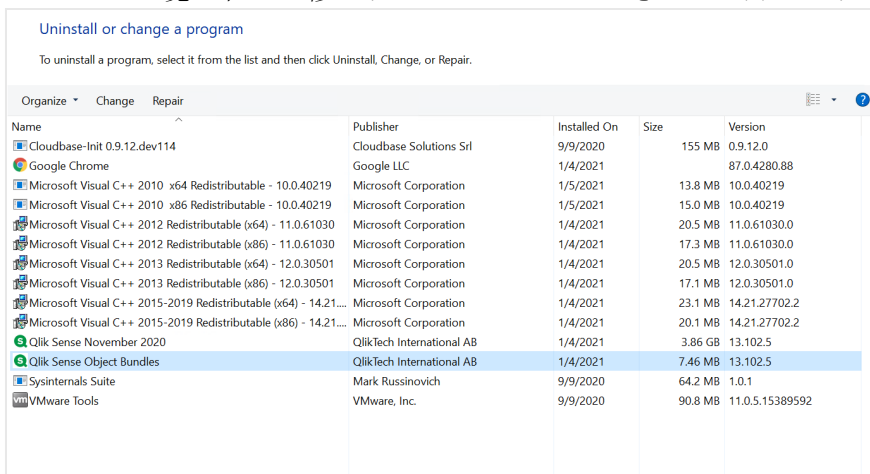 Uninstall or change a program
To uninstall a program, select it from the list and then click Uninstall, Change, or Repair.
Organize Change Repair
Name Publisher Installed On Size Version
Cloudbase-Init 0.9.12.dev114 Cloudbase Solutions Srl 9/9/2020 155 MB 0.9.12.0
Google Chrome Google LLC 1/4/2021 87.0.4280.88
Microsoft Visual C++ 2010 x64 Redistributable - 10.0.40219 Microsoft Corporation 1/5/2021 13.8 MB 10.0.40219
Microsoft Visual C++ 2010 x86 Redistributable - 10.0.40219 Microsoft Corporation 1/5/2021 15.0 MB 10.0.40219
Microsoft Visual C++ 2012 Redistributable (x64) - 11.0.61030 Microsoft Corporation 1/4/2021 20.5 MB 11.0.61030.0
Microsoft Visual C++ 2012 Redistributable (x86) - 11.0.61030 Microsoft Corporation 1/4/2021 17.3 MB 11.0.61030.0
Microsoft Visual C++ 2013 Redistributable (x64) - 12.0.30501 Microsoft Corporation 1/4/2021 20.5 MB 12.0.30501.0
Microsoft Visual C++ 2013 Redistributable (x86) - 12.0.30501 Microsoft Corporation 1/4/2021 17.1 MB 12.0.30501.0
Microsoft Visual C++ 2015-2019 Redistributable (x64) - 14.21.... Microsoft Corporation 1/4/2021 23.1 MB 14.21.27702.2
Microsoft Visual C++ 2015-2019 Redistributable (x86) - 14.21.... Microsoft Corporation 1/4/2021 20.1 MB 14.21.27702.2
Qlik Sense November 2020 QlikTech International AB 1/4/2021 3.86 GB 13.102.5
Qlik Sense Object Bundles QlikTech International AB 1/4/2021 7.46 MB 13.102.5
Sysinternals Suite Mark Russinovich 9/9/2020 64.2 MB 1.0.1
VMware Tools VMware, Inc. 9/9/2020 90.8 MB 11.0.5.15389592